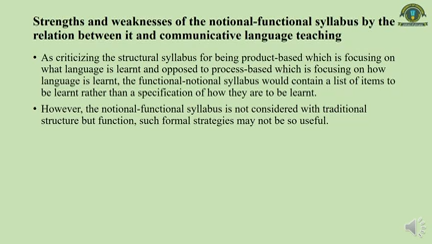 Strengths and weaknesses of the notional-functional syllabus by the
relation between it and communicative language teaching
• As criticizing the structural syllabus for being product-based which is focusing on
what language is learnt and opposed to process-based which is focusing on how
language is learnt, the functional-notional syllabus would contain a list of items to
be learnt rather than a specification of how they are to be learnt.
• However, the notional-functional syllabus is not considered with traditional
structure but function, such formal strategies may not be so useful.